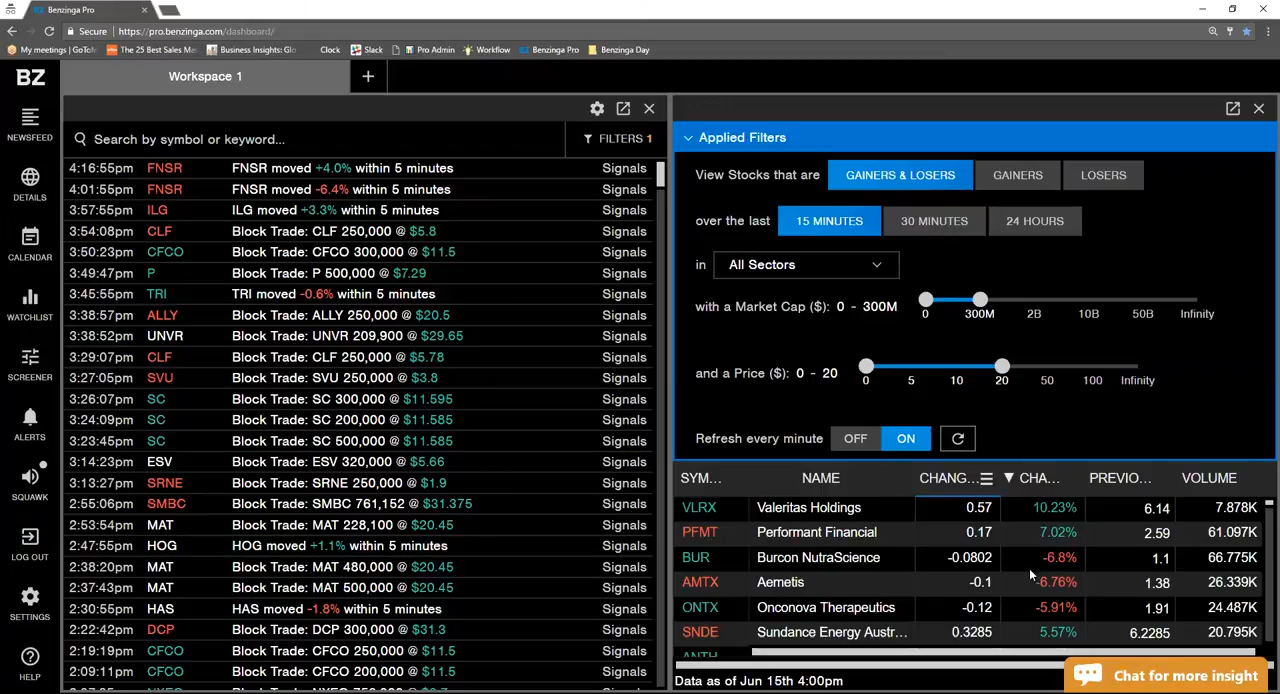 Benzinga Pro
Secure | https://pro.benzinga.com/dashboard/
My meetings | GoToM The 25 Best Sales Me Business Insights: Glo Clock Slack Pro Admin Workflow Benzinga Pro Benzinga Day
BZ
Workspace 1
+
NEWSFEED
DETAILS
CALENDAR
WATCHLIST
SCREENER
ALERTS
SQUAWK
LOG OUT
SETTINGS
HELP
Search by symbol or keyword...
FILTERS 1
4:16:55pm FNSR FNSR moved +4.0% within 5 minutes Signals
4:01:55pm FNSR FNSR moved -6.4% within 5 minutes Signals
3:57:55pm ILG ILG moved +3.3% within 5 minutes Signals
3:54:08pm CLF Block Trade: CLF 250,000 @ $5.8 Signals
3:50:23pm CFCO Block Trade: CFCO 300,000 @ $11.5 Signals
3:49:47pm P Block Trade: P 500,000 @ $7.29 Signals
3:45:55pm TRI TRI moved -0.6% within 5 minutes Signals
3:38:57pm ALLY Block Trade: ALLY 250,000 @ $20.5 Signals
3:38:52pm UNVR Block Trade: UNVR 209,900 @ $29.65 Signals
3:29:07pm CLF Block Trade: CLF 250,000 @ $5.78 Signals
3:27:05pm SVU Block Trade: SVU 250,000 @ $3.8 Signals
3:26:07pm SC Block Trade: SC 300,000 @ $11.595 Signals
3:24:09pm SC Block Trade: SC 200,000 @ $11.585 Signals
3:23:45pm SC Block Trade: SC 500,000 @ $11.585 Signals
3:14:23pm ESV Block Trade: ESV 320,000 @ $5.66 Signals
3:13:27pm SRNE Block Trade: SRNE 250,000 @ $1.9 Signals
2:55:06pm SMBC Block Trade: SMBC 761,152 @ $31.375 Signals
2:53:54pm MAT Block Trade: MAT 228,100 @ $20.45 Signals
2:47:55pm HOG HOG moved +1.1% within 5 minutes Signals
2:38:20pm MAT Block Trade: MAT 480,000 @ $20.45 Signals
2:37:43pm MAT Block Trade: MAT 500,000 @ $20.45 Signals
2:30:55pm HAS HAS moved -1.8% within 5 minutes Signals
2:22:42pm DCP Block Trade: DCP 300,000 @ $31.3 Signals
2:19:19pm CFCO Block Trade: CFCO 250,000 @ $11.5 Signals
2:09:11pm CFCO Block Trade: CFCO 200,000 @ $11.5 Signals
Applied Filters
View Stocks that are GAINERS & LOSERS GAINERS LOSERS
over the last 15 MINUTES 30 MINUTES 24 HOURS
in All Sectors
with a Market Cap ($): 0 - 300M
0 300M 2B 10B 50B Infinity
and a Price ($): 0 - 20
0 5 10 20 50 100 Infinity
Refresh every minute OFF ON
SYM... NAME CHANG... CHA... PREVIO... VOLUME
VLRX Valeritas Holdings 0.57 10.23% 6.14 7.878K
PFMT Performant Financial 0.17 7.02% 2.59 61.097K
BUR Burcon NutraScience -0.0802 -6.8% 1.1 66.775K
AMTX Aemetis -0.1 -6.76% 1.38 26.339K
ONTX Onconova Therapeutics -0.12 -5.91% 1.91 24.487K
SNDE Sundance Energy Austr... 0.3285 5.57% 6.2285 20.795K
Data as of Jun 15th 4:00pm
Chat for more insight